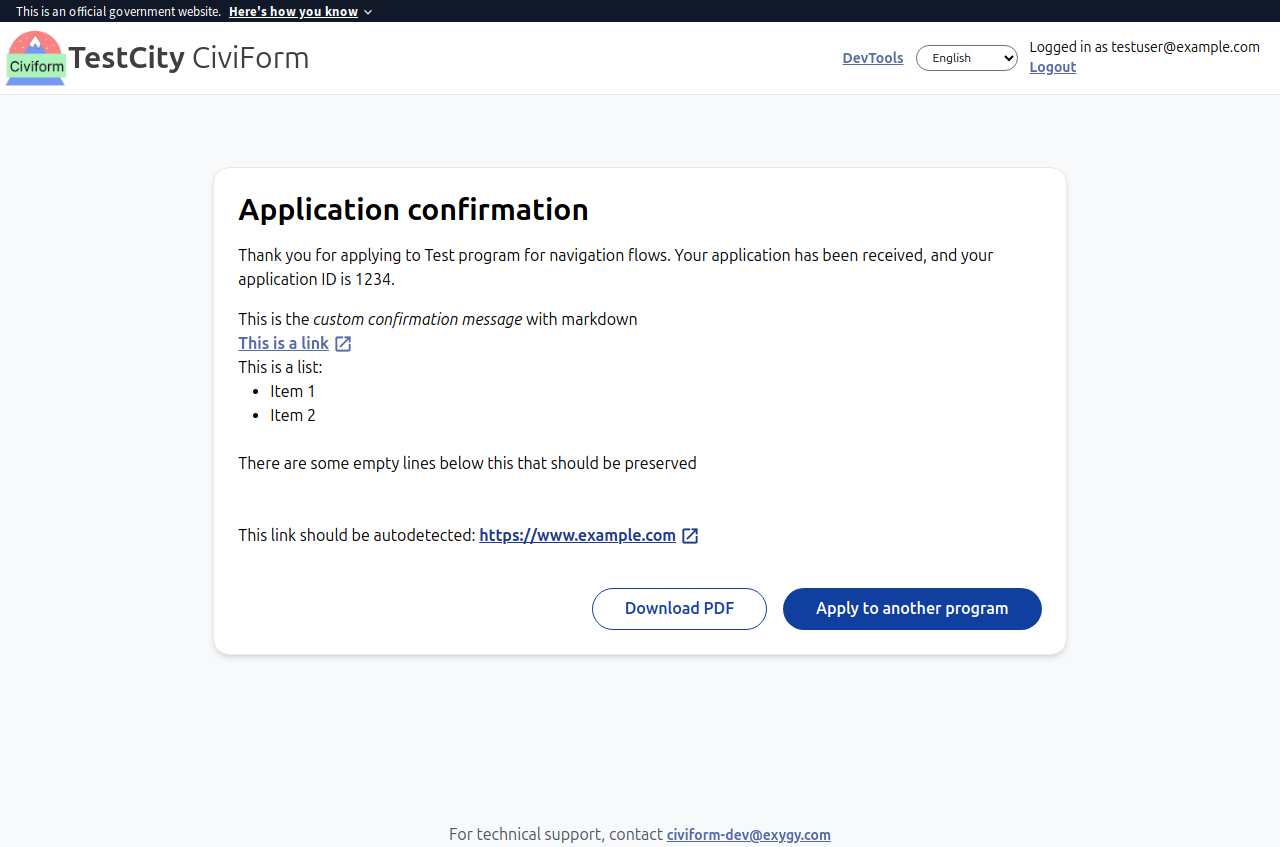 This is an official government website. Here's how you know
Civiform
TestCity CiviForm
DevTools
English
Logged in as testuser@example.com
Logout
Application confirmation
Thank you for applying to Test program for navigation flows. Your application has been received, and your
application ID is 1234.
This is the custom confirmation message with markdown
This is a link
This is a list:
Item 1
Item 2
There are some empty lines below this that should be preserved
This link should be autodetected: https://www.example.com
Download PDF
Apply to another program
For technical support, contact civiform-dev@exygy.com